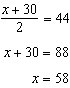 (x + 30)/2 = 44
x + 30 = 88
x = 58